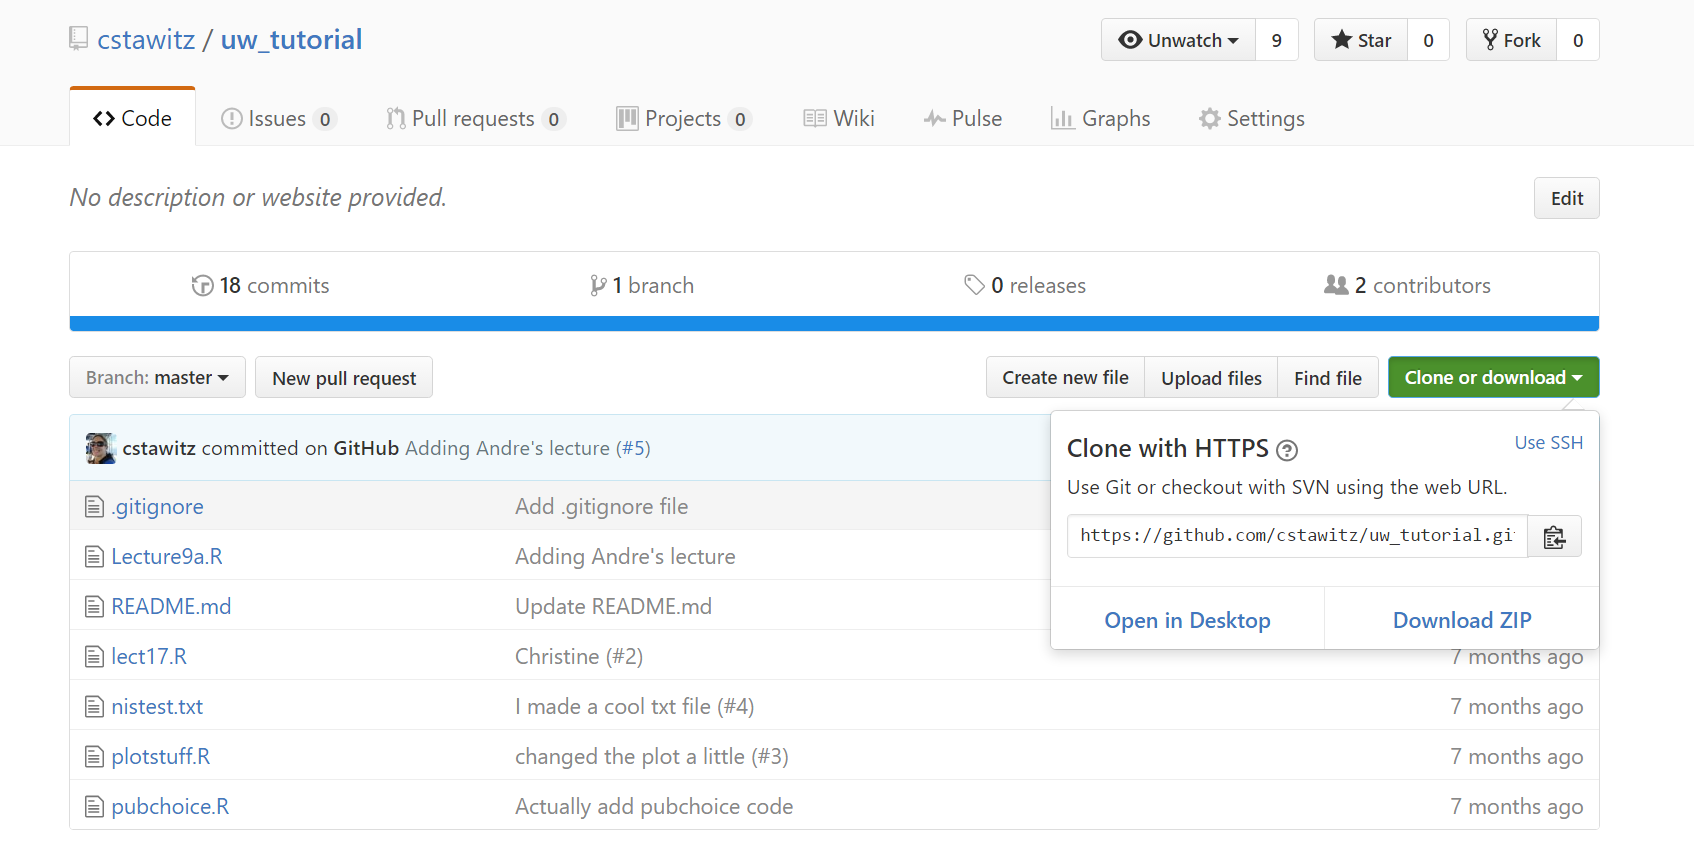 cstawitz / uw_tutorial
Unwatch 9 Star 0 Fork 0
Code Issues 0 Pull requests 0 Projects 0 Wiki Pulse Graphs Settings
No description or website provided. Edit
18 commits 1 branch 0 releases 2 contributors
Branch: master New pull request Create new file Upload files Find file Clone or download
cstawitz committed on GitHub Adding Andre's lecture (#5)
Clone with HTTPS ? Use SSH
Use Git or checkout with SVN using the web URL.
https://github.com/cstawitz/uw_tutorial.gi
Open in Desktop Download ZIP
.gitignore Add .gitignore file
Lecture9a.R Adding Andre's lecture
README.md Update README.md
lect17.R Christine (#2) 7 months ago
nistest.txt I made a cool txt file (#4) 7 months ago
plotstuff.R changed the plot a little (#3) 7 months ago
pubchoice.R Actually add pubchoice code 7 months ago